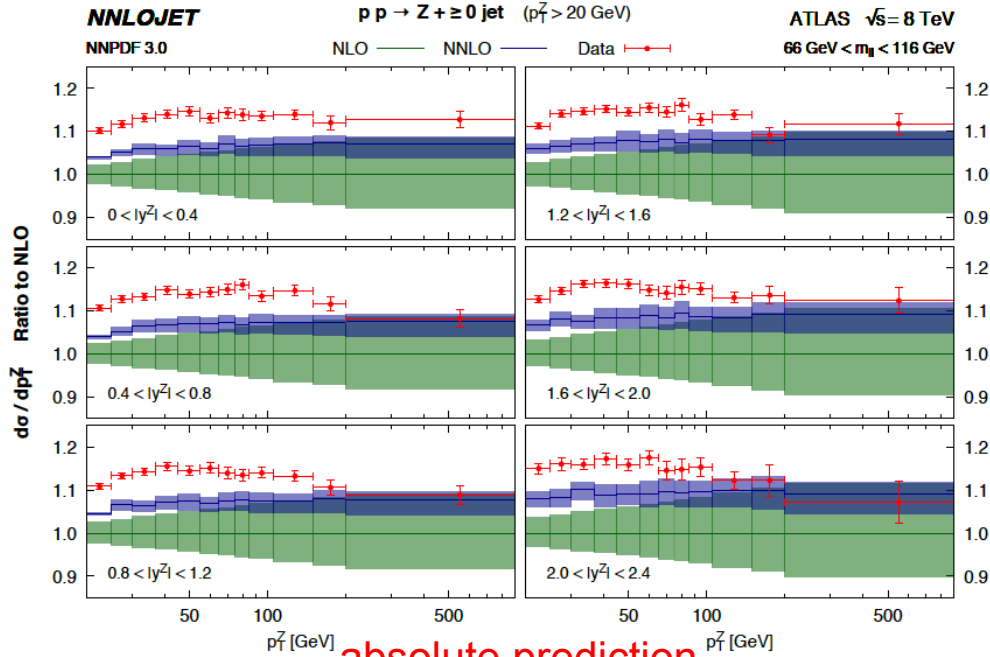 NNLOJET p p → Z + ≥ 0 jet (p_T^Z > 20 GeV) ATLAS √s = 8 TeV
NNPDF 3.0 NLO NNLO Data 66 GeV < m_ll < 116 GeV
1.2 1.2
1.1 1.1
1.0 1.0
0.9 0 < |y^Z| < 0.4 1.2 < |y^Z| < 1.6 0.9
1.2 1.2
1.1 1.1
1.0 1.0
0.9 0.4 < |y^Z| < 0.8 1.6 < |y^Z| < 2.0 0.9
1.2 1.2
1.1 1.1
1.0 1.0
0.9 0.8 < |y^Z| < 1.2 2.0 < |y^Z| < 2.4 0.9
dσ / dp_T^Z Ratio to NLO
50 100 500 50 100 500
p_T^Z [GeV] p_T^Z [GeV]
absolute prediction